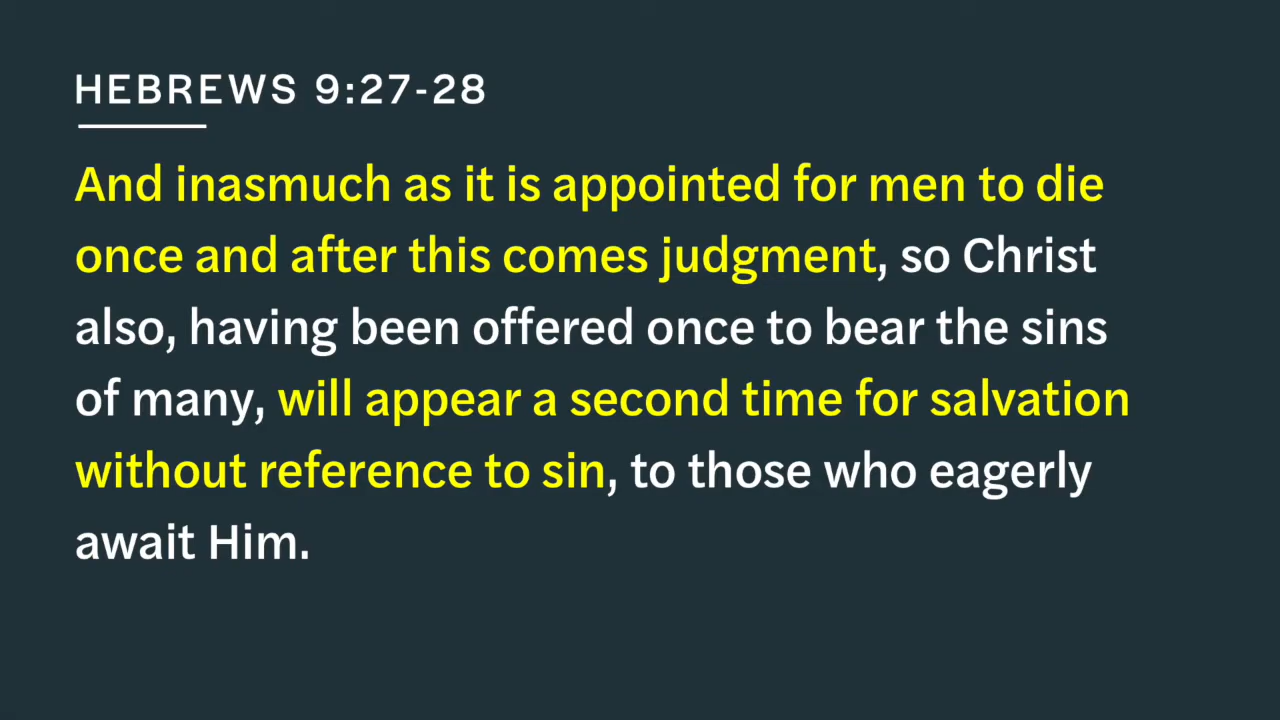 HEBREWS 9:27-28
And inasmuch as it is appointed for men to die
once and after this comes judgment, so Christ
also, having been offered once to bear the sins
of many, will appear a second time for salvation
without reference to sin, to those who eagerly
await Him.